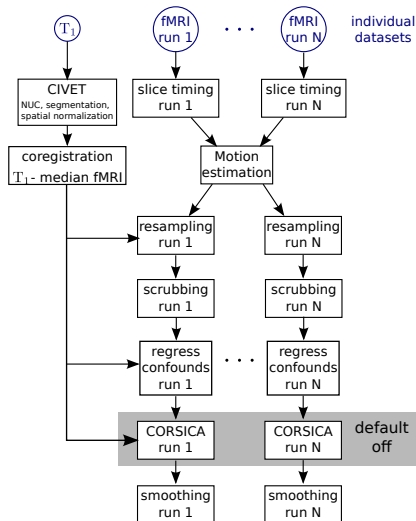 T₁
fMRI
run 1
· · ·
fMRI
run N
individual
datasets
CIVET
NUC, segmentation,
spatial normalization
slice timing
run 1
slice timing
run N
coregistration
T₁- median fMRI
Motion
estimation
resampling
run 1
resampling
run N
scrubbing
run 1
scrubbing
run N
regress
confounds
run 1
· · ·
regress
confounds
run N
CORSICA
run 1
CORSICA
run N
default
off
smoothing
run 1
smoothing
run N